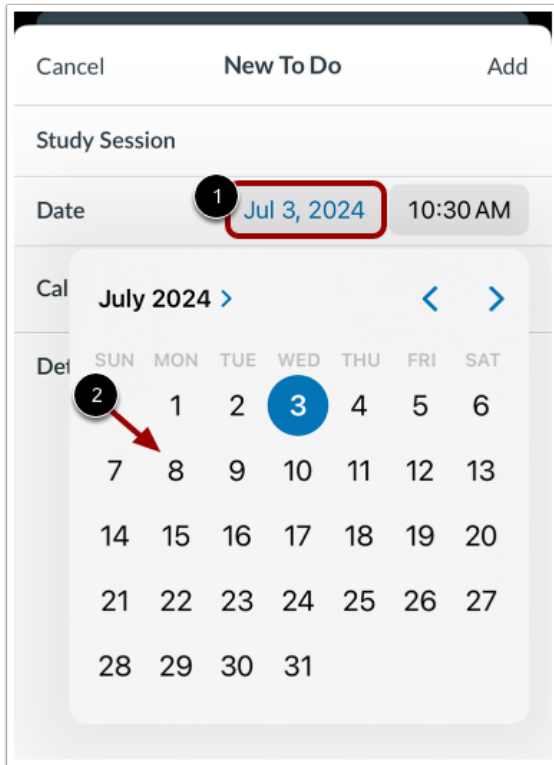 Cancel New To Do Add
Study Session
Date 1 Jul 3, 2024 10:30 AM
Cal
July 2024 >
Det
SUN MON TUE WED THU FRI SAT
2
1 2 3 4 5 6
7 8 9 10 11 12 13
14 15 16 17 18 19 20
21 22 23 24 25 26 27
28 29 30 31